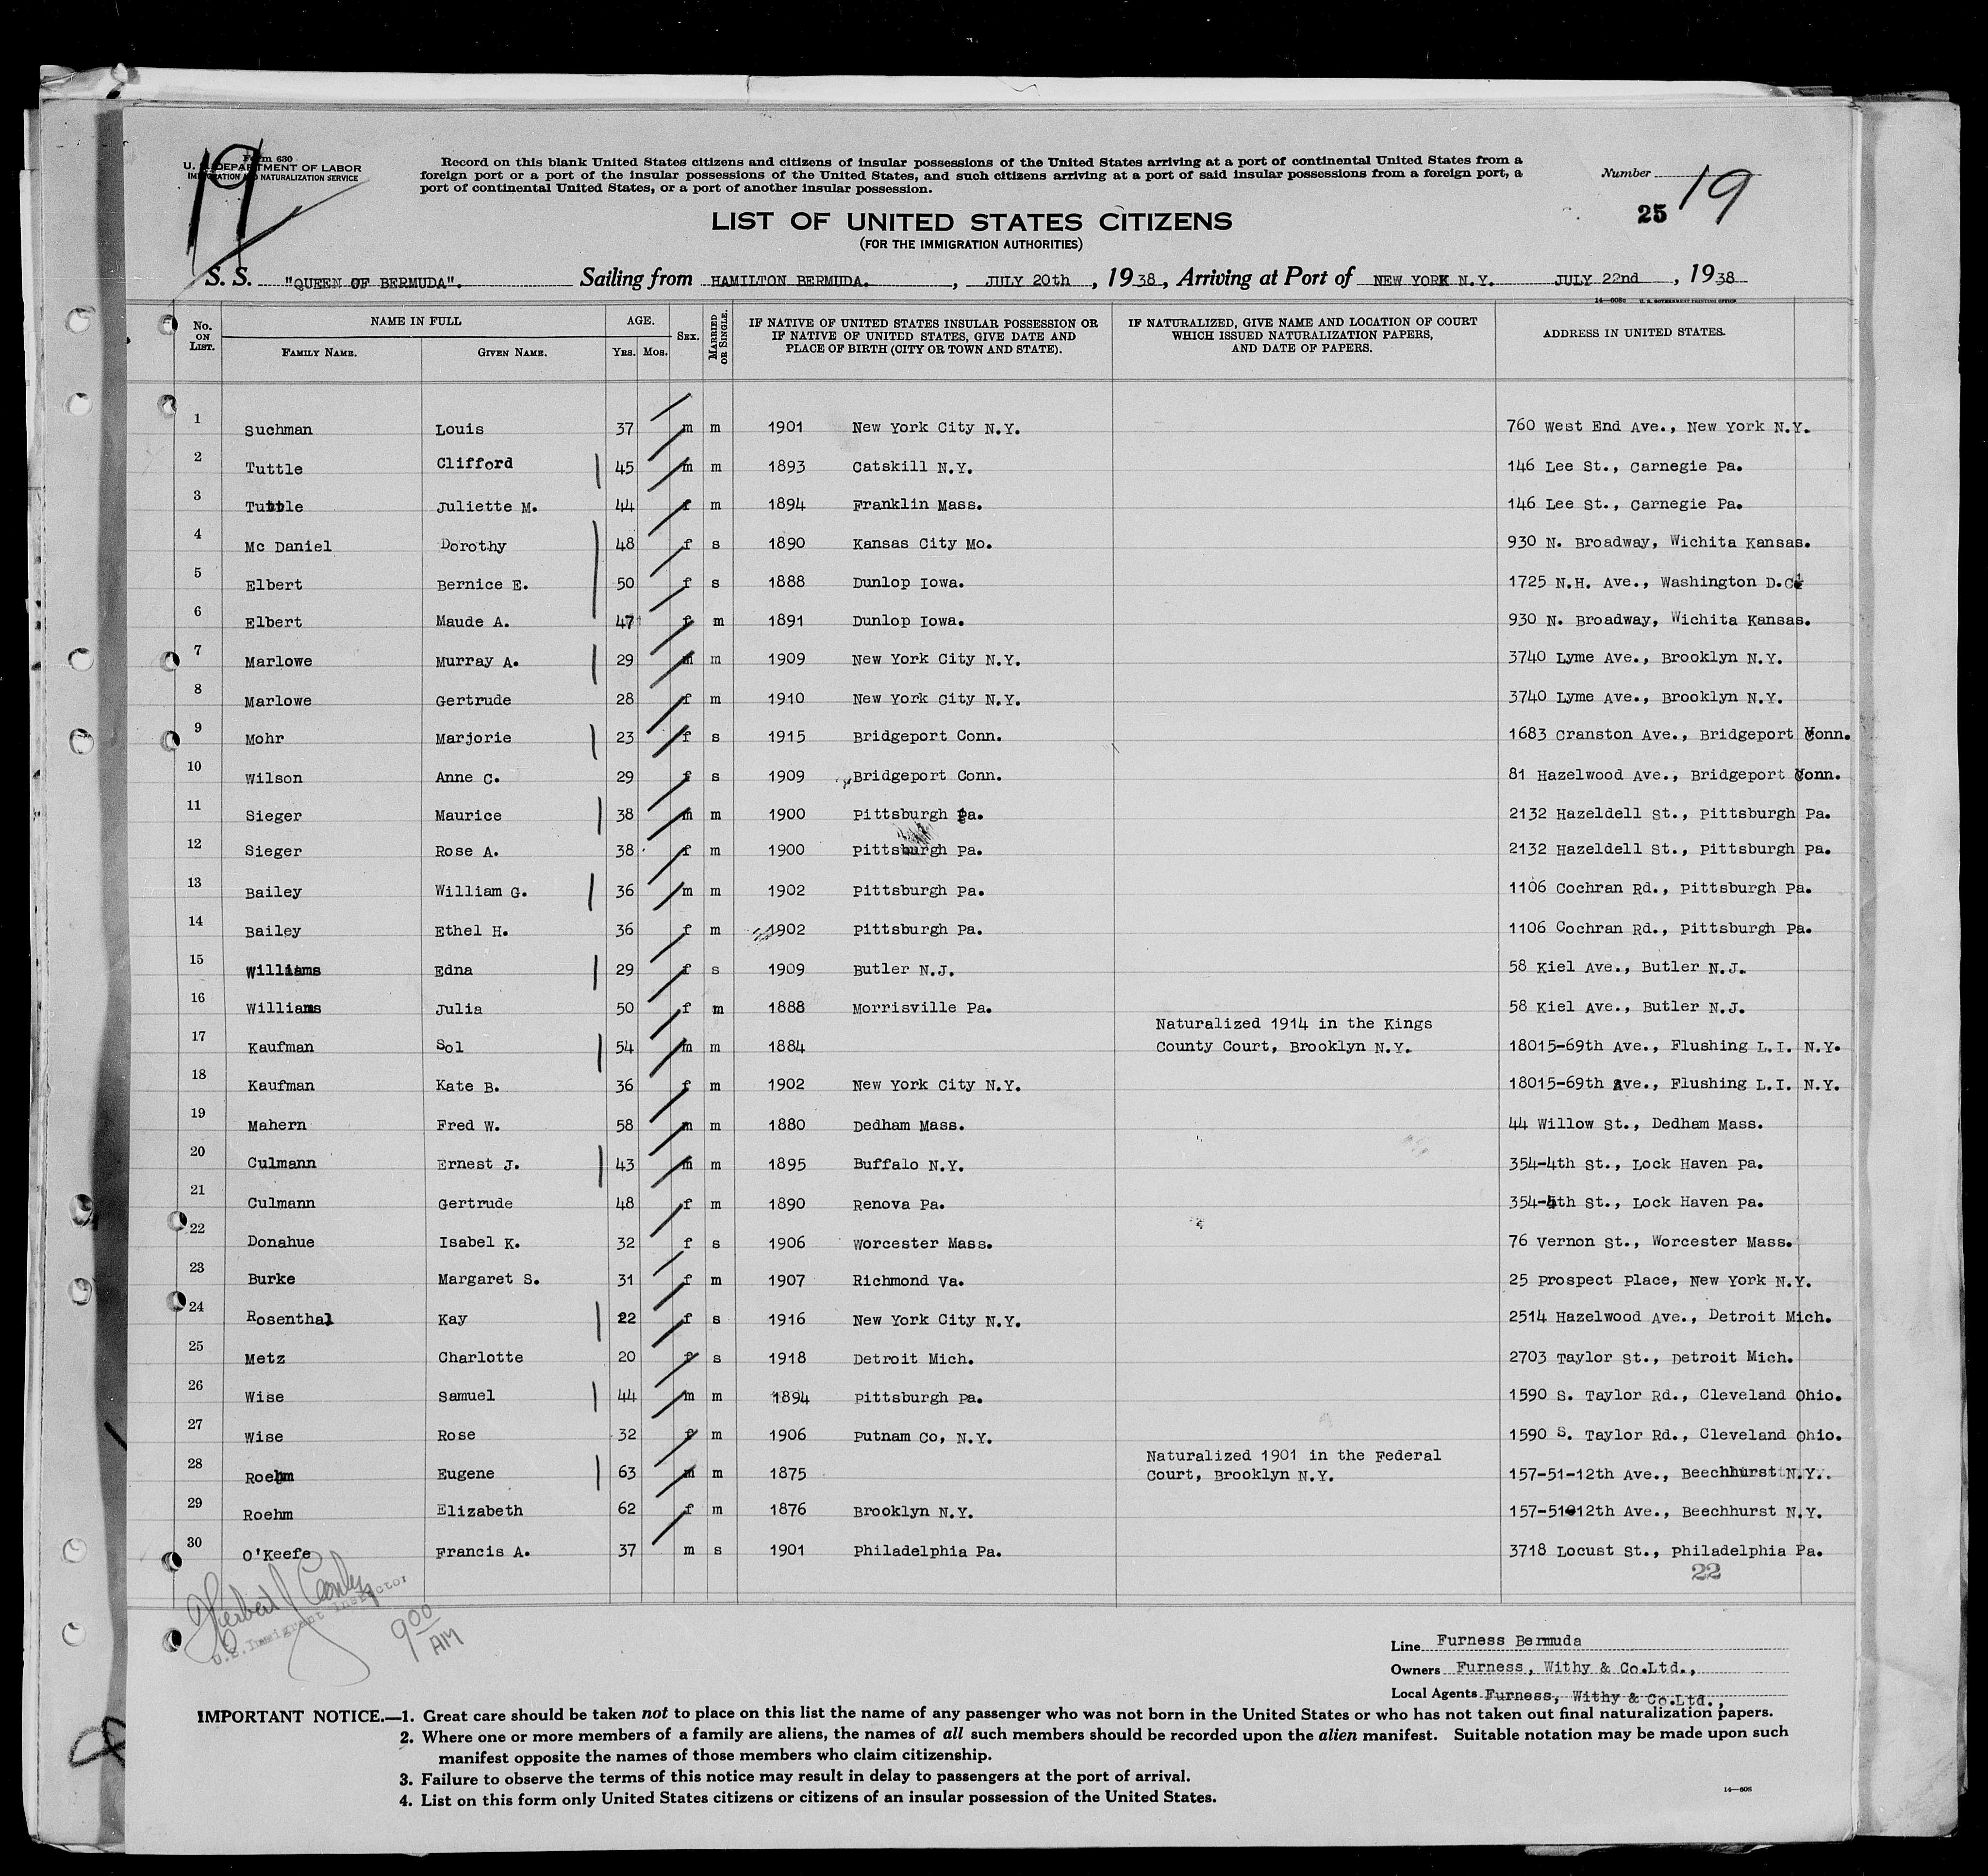 19
Form 630
U. S. DEPARTMENT OF LABOR
IMMIGRATION AND NATURALIZATION SERVICE
Record on this blank United States citizens and citizens of insular possessions of the United States arriving at a port of continental United States from a
foreign port or a port of the insular possessions of the United States, and such citizens arriving at a port of said insular possessions from a foreign port, a
port of continental United States, or a port of another insular possession.
Number 19
25
LIST OF UNITED STATES CITIZENS
(FOR THE IMMIGRATION AUTHORITIES)
S. S. "QUEEN OF BERMUDA". Sailing from HAMILTON BERMUDA. , JULY 20th , 1938, Arriving at Port of NEW YORK N.Y. JULY 22nd , 1938
14—608a U. S. GOVERNMENT PRINTING OFFICE
No. ON LIST. NAME IN FULL FAMILY NAME. GIVEN NAME. AGE. YRS. MOS. SEX. MARRIED OR SINGLE. IF NATIVE OF UNITED STATES INSULAR POSSESSION OR IF NATIVE OF UNITED STATES, GIVE DATE AND PLACE OF BIRTH (CITY OR TOWN AND STATE). IF NATURALIZED, GIVE NAME AND LOCATION OF COURT WHICH ISSUED NATURALIZATION PAPERS, AND DATE OF PAPERS. ADDRESS IN UNITED STATES.
1 Suchman Louis 37 m m 1901 New York City N.Y. 760 West End Ave., New York N.Y.
2 Tuttle Clifford 45 m m 1893 Catskill N.Y. 146 Lee St., Carnegie Pa.
3 Tuttle Juliette M. 44 f m 1894 Franklin Mass. 146 Lee St., Carnegie Pa.
4 Mc Daniel Dorothy 48 f s 1890 Kansas City Mo. 930 N. Broadway, Wichita Kansas.
5 Elbert Bernice E. 50 f s 1888 Dunlop Iowa. 1725 N.H. Ave., Washington D.C.
6 Elbert Maude A. 47 f m 1891 Dunlop Iowa. 930 N. Broadway, Wichita Kansas.
7 Marlowe Murray A. 29 m m 1909 New York City N.Y. 3740 Lyme Ave., Brooklyn N.Y.
8 Marlowe Gertrude 28 f m 1910 New York City N.Y. 3740 Lyme Ave., Brooklyn N.Y.
9 Mohr Marjorie 23 f s 1915 Bridgeport Conn. 1683 Cranston Ave., Bridgeport Conn.
10 Wilson Anne C. 29 f s 1909 Bridgeport Conn. 81 Hazelwood Ave., Bridgeport Conn.
11 Sieger Maurice 38 m m 1900 Pittsburgh Pa. 2132 Hazeldell St., Pittsburgh Pa.
12 Sieger Rose A. 38 f m 1900 Pittsburgh Pa. 2132 Hazeldell St., Pittsburgh Pa.
13 Bailey William G. 36 m m 1902 Pittsburgh Pa. 1106 Cochran Rd., Pittsburgh Pa.
14 Bailey Ethel H. 36 f m 1902 Pittsburgh Pa. 1106 Cochran Rd., Pittsburgh Pa.
15 Williams Edna 29 f s 1909 Butler N.J. 58 Kiel Ave., Butler N.J.
16 Williams Julia 50 f m 1888 Morrisville Pa. 58 Kiel Ave., Butler N.J.
Naturalized 1914 in the Kings
17 Kaufman Sol 54 m m 1884 County Court, Brooklyn N.Y. 18015-69th Ave., Flushing L.I. N.Y.
18 Kaufman Kate B. 36 f m 1902 New York City N.Y. 18015-69th Ave., Flushing L.I. N.Y.
19 Mahern Fred W. 58 m m 1880 Dedham Mass. 44 Willow St., Dedham Mass.
20 Culmann Ernest J. 43 m m 1895 Buffalo N.Y. 354-4th St., Lock Haven Pa.
21 Culmann Gertrude 48 f m 1890 Renova Pa. 354-4th St., Lock Haven Pa.
22 Donahue Isabel K. 32 f s 1906 Worcester Mass. 76 Vernon St., Worcester Mass.
23 Burke Margaret S. 31 f m 1907 Richmond Va. 25 Prospect Place, New York N.Y.
24 Rosenthal Kay 22 f s 1916 New York City N.Y. 2514 Hazelwood Ave., Detroit Mich.
25 Metz Charlotte 20 f s 1918 Detroit Mich. 2703 Taylor St., Detroit Mich.
26 Wise Samuel 44 m m 1894 Pittsburgh Pa. 1590 S. Taylor Rd., Cleveland Ohio.
27 Wise Rose 32 f m 1906 Putnam Co, N.Y. 1590 S. Taylor Rd., Cleveland Ohio.
Naturalized 1901 in the Federal
28 Roehm Eugene 63 m m 1875 Court, Brooklyn N.Y. 157-51-12th Ave., Beechhurst N.Y.
29 Roehm Elizabeth 62 f m 1876 Brooklyn N.Y. 157-51-12th Ave., Beechhurst N.Y.
30 O'Keefe Francis A. 37 m s 1901 Philadelphia Pa. 3718 Locust St., Philadelphia Pa.
22
Herbert J
U.S. Immigrant Inspector
9 00 AM
Line Furness Bermuda
Owners Furness, Withy & Co.Ltd.,
Local Agents Furness, Withy & Co.Ltd.,
IMPORTANT NOTICE.—1. Great care should be taken not to place on this list the name of any passenger who was not born in the United States or who has not taken out final naturalization papers.
2. Where one or more members of a family are aliens, the names of all such members should be recorded upon the alien manifest. Suitable notation may be made upon such
manifest opposite the names of those members who claim citizenship.
3. Failure to observe the terms of this notice may result in delay to passengers at the port of arrival.
4. List on this form only United States citizens or citizens of an insular possession of the United States.
14—608